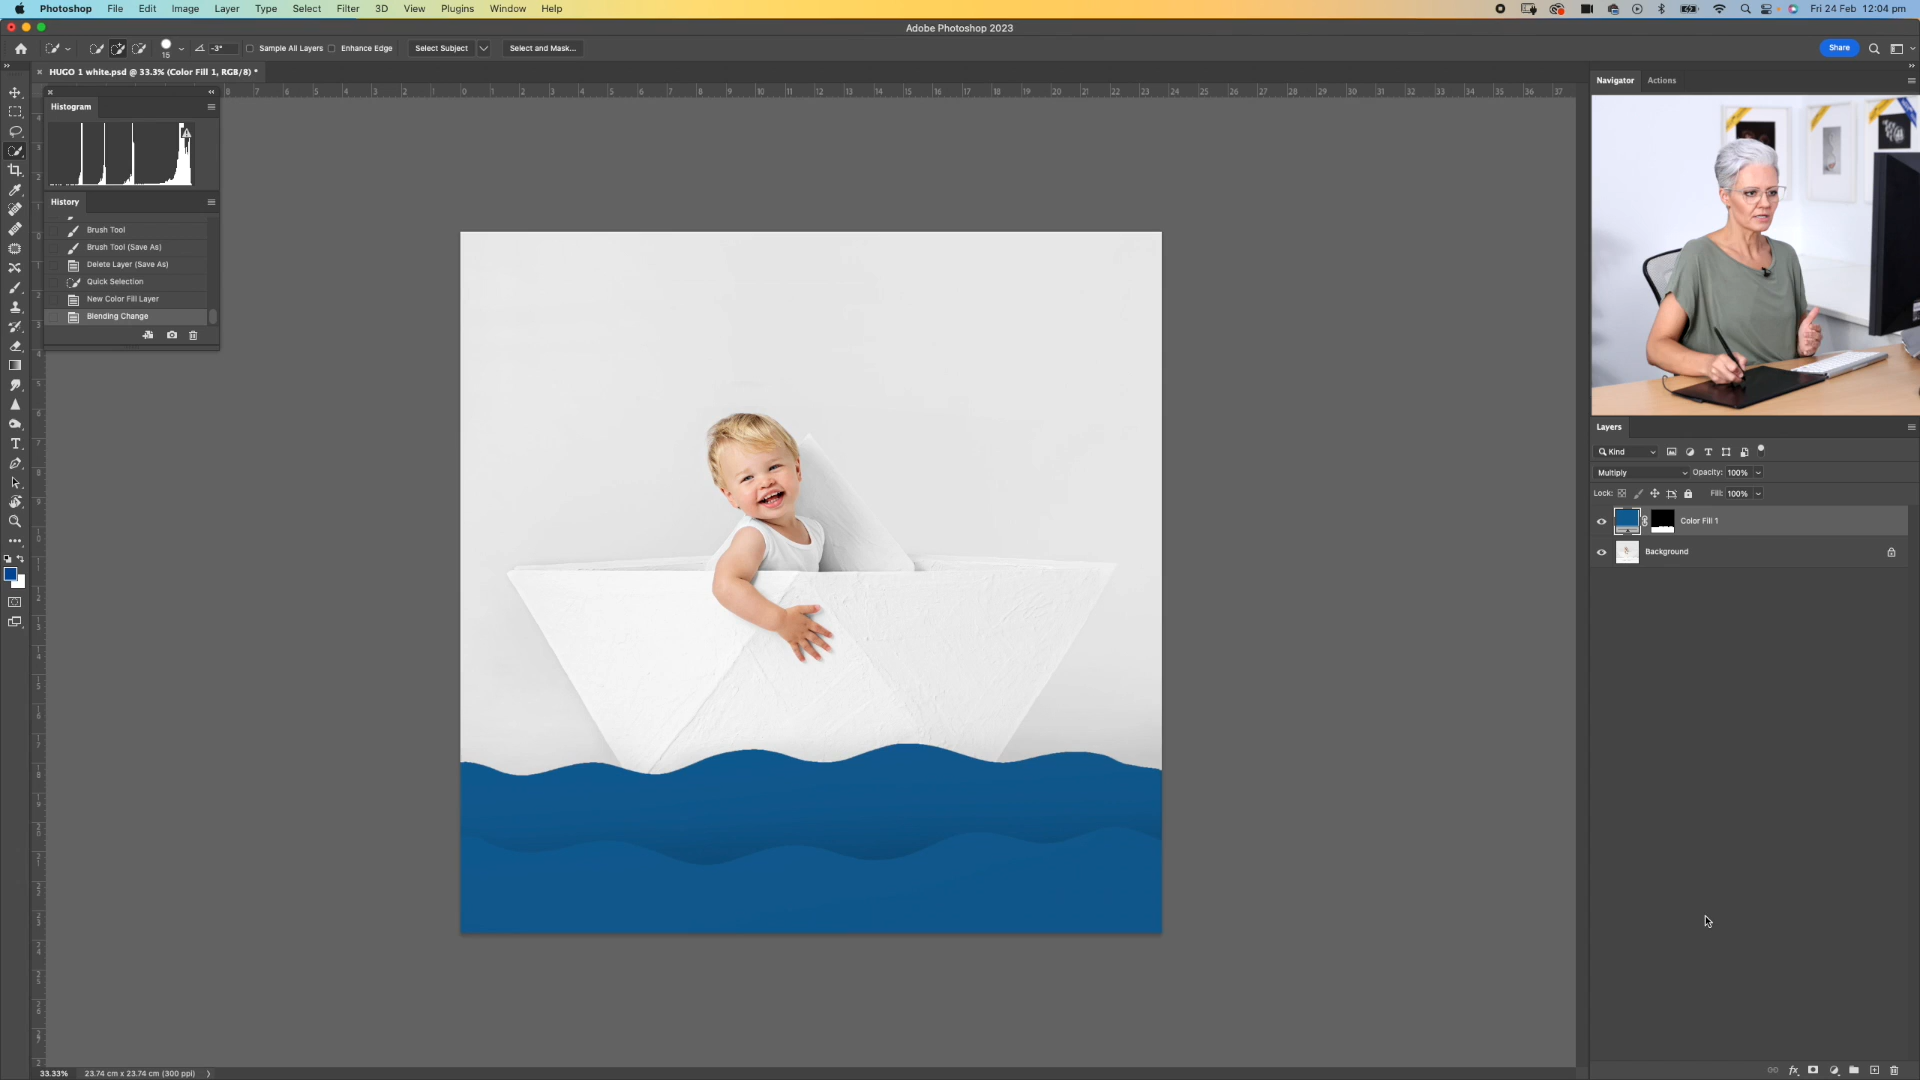 Photoshop File Edit Image Layer Type Select Filter 3D View Plugins Window Help Fri 24 Feb 12:04 pm
Adobe Photoshop 2023
15 -3° Sample All Layers Enhance Edge Select Subject Select and Mask... Share
HUGO 1 white.psd @ 33.3% (Color Fill 1, RGB/8) *
Navigator Actions
Histogram
History
Brush Tool
Brush Tool (Save As)
Delete Layer (Save As)
Quick Selection
New Color Fill Layer
Blending Change
Layers
Kind
Multiply Opacity: 100%
Lock: Fill: 100%
Color Fill 1
Background
33.33% 23.74 cm x 23.74 cm (300 ppi)